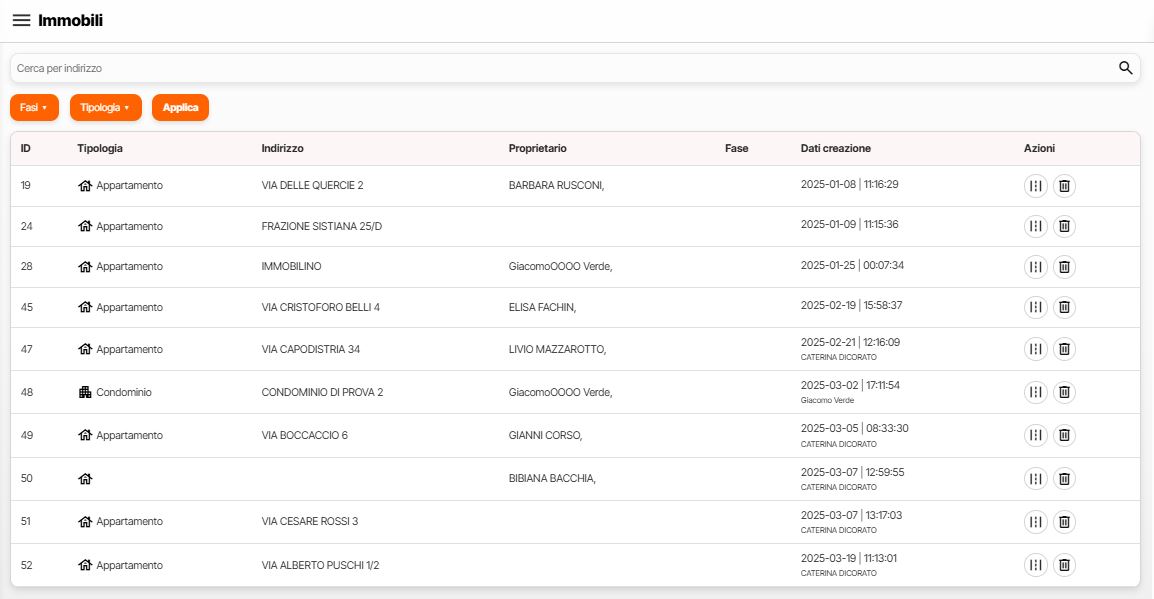 Immobili
Cerca per indirizzo
Fasi ▾ Tipologia ▾ Applica
ID Tipologia Indirizzo Proprietario Fase Dati creazione Azioni
19 Appartamento VIA DELLE QUERCIE 2 BARBARA RUSCONI, 2025-01-08 | 11:16:29
24 Appartamento FRAZIONE SISTIANA 25/D 2025-01-09 | 11:15:36
28 Appartamento IMMOBILINO GiacomoOOOO Verde, 2025-01-25 | 00:07:34
45 Appartamento VIA CRISTOFORO BELLI 4 ELISA FACHIN, 2025-02-19 | 15:58:37
47 Appartamento VIA CAPODISTRIA 34 LIVIO MAZZAROTTO, 2025-02-21 | 12:16:09
CATERINA DICORATO
48 Condominio CONDOMINIO DI PROVA 2 GiacomoOOOO Verde, 2025-03-02 | 17:11:54
Giacomo Verde
49 Appartamento VIA BOCCACCIO 6 GIANNI CORSO, 2025-03-05 | 08:33:30
CATERINA DICORATO
50 BIBIANA BACCHIA, 2025-03-07 | 12:59:55
CATERINA DICORATO
51 Appartamento VIA CESARE ROSSI 3 2025-03-07 | 13:17:03
CATERINA DICORATO
52 Appartamento VIA ALBERTO PUSCHI 1/2 2025-03-19 | 11:13:01
CATERINA DICORATO